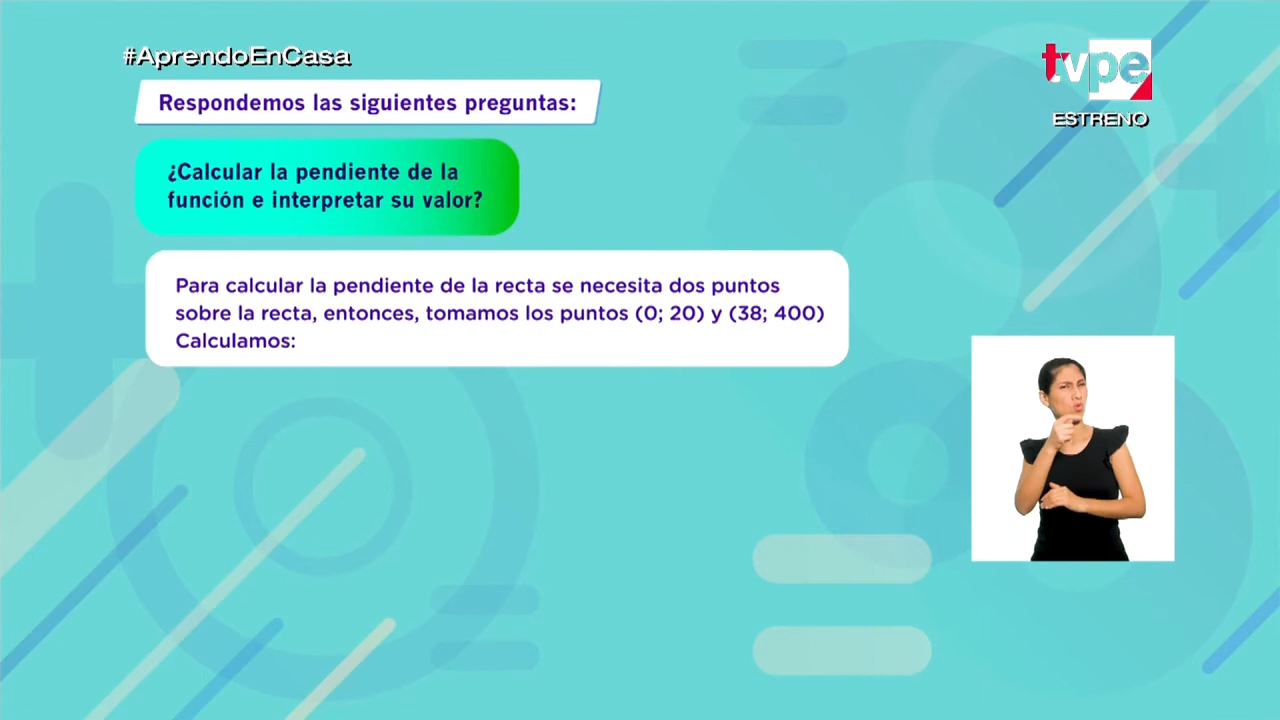 #AprendoEnCasa
tvpe
ESTRENO
Respondemos las siguientes preguntas:
¿Calcular la pendiente de la
función e interpretar su valor?
Para calcular la pendiente de la recta se necesita dos puntos
sobre la recta, entonces, tomamos los puntos (0; 20) y (38; 400)
Calculamos: